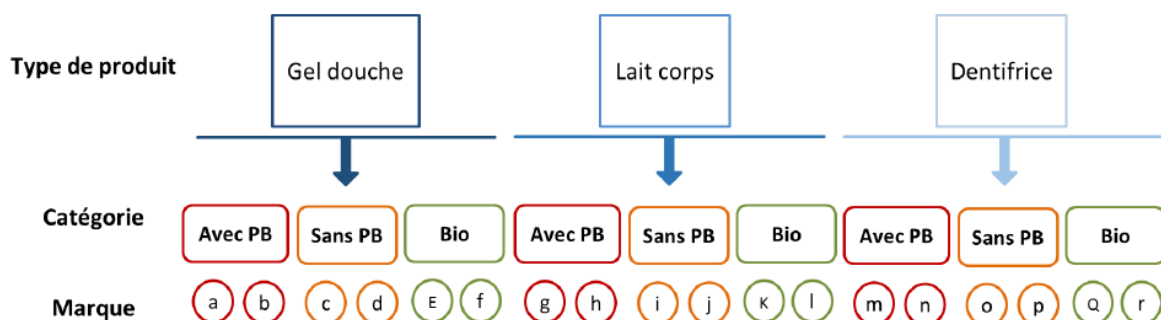 Type de produit Gel douche Lait corps Dentifrice
Catégorie Avec PB Sans PB Bio Avec PB Sans PB Bio Avec PB Sans PB Bio
Marque a b c d E f g h i j K l m n o p Q r